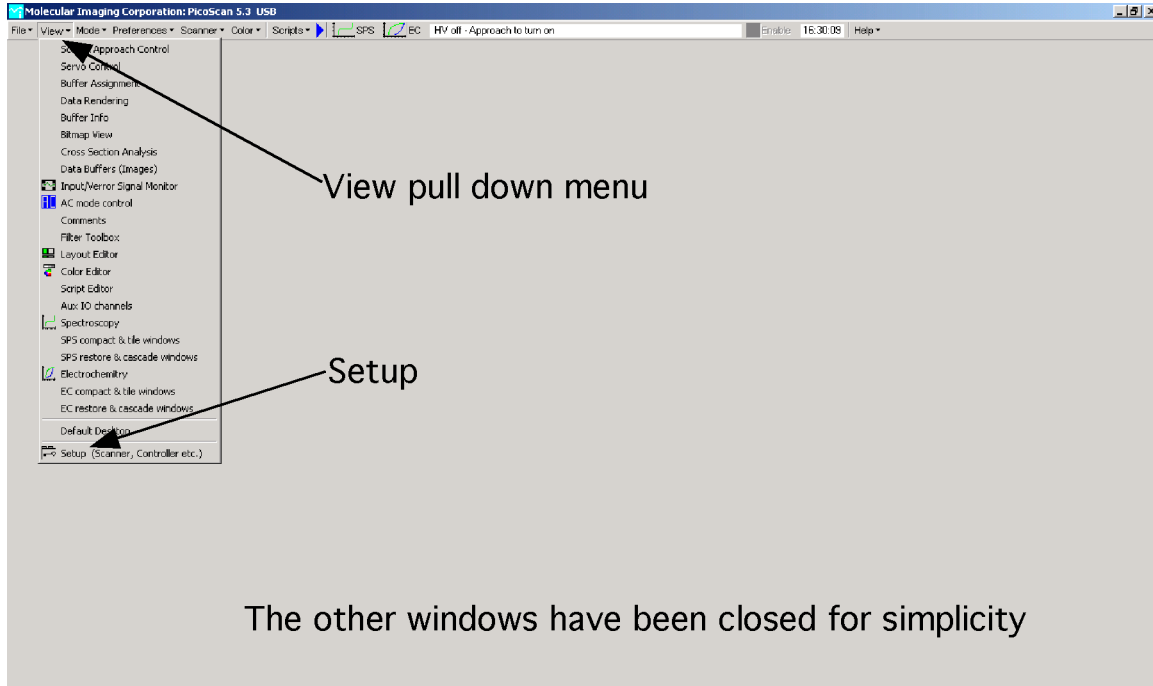 Molecular Imaging Corporation: PicoScan 5.3 USB
File View Mode Preferences Scanner Color Scripts SPS EC HV off - Approach to turn on Enable 16:30:09 Help
Approach Control
Servo Control
Buffer Assignment
Data Rendering
Buffer Info
Bitmap View
Cross Section Analysis
Data Buffers (Images)
Input/Verror Signal Monitor
AC mode control
Comments
Filter Toolbox
Layout Editor
Color Editor
Script Editor
Aux IO channels
Spectroscopy
SPS compact & tile windows
SPS restore & cascade windows
Electrochemitry
EC compact & tile windows
EC restore & cascade windows
Default Desktop
Setup (Scanner, Controller etc.)
View pull down menu
Setup
The other windows have been closed for simplicity